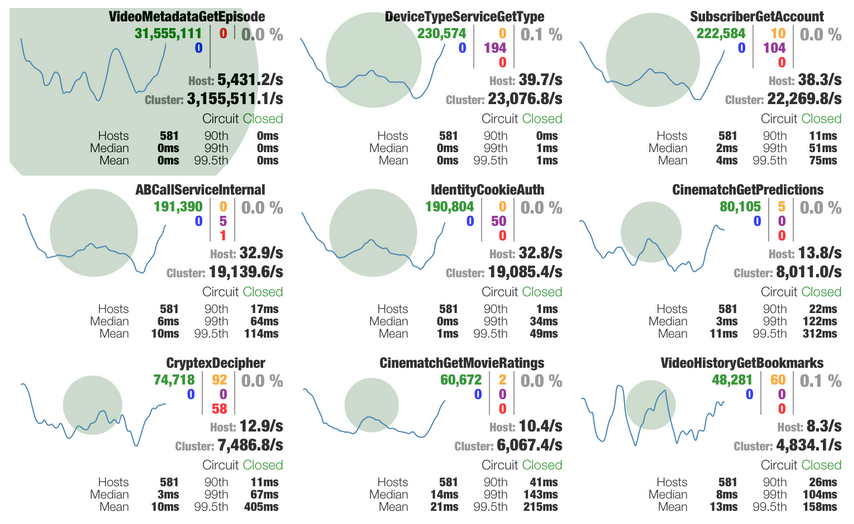 VideoMetadataGetEpisode
31,555,111 0 0.0 %
0
Host: 5,431.2/s
Cluster: 3,155,511.1/s
Circuit Closed
Hosts 581 90th 0ms
Median 0ms 99th 0ms
Mean 0ms 99.5th 0ms
DeviceTypeServiceGetType
230,574 0 0.1 %
0 194
0
Host: 39.7/s
Cluster: 23,076.8/s
Circuit Closed
Hosts 581 90th 0ms
Median 0ms 99th 1ms
Mean 0ms 99.5th 1ms
SubscriberGetAccount
222,584 10 0.0 %
0 104
0
Host: 38.3/s
Cluster: 22,269.8/s
Circuit Closed
Hosts 581 90th 11ms
Median 2ms 99th 51ms
Mean 4ms 99.5th 75ms
ABCallServiceInternal
191,390 0 0.0 %
0 5
1
Host: 32.9/s
Cluster: 19,139.6/s
Circuit Closed
Hosts 581 90th 17ms
Median 6ms 99th 64ms
Mean 10ms 99.5th 114ms
IdentityCookieAuth
190,804 0 0.0 %
0 50
0
Host: 32.8/s
Cluster: 19,085.4/s
Circuit Closed
Hosts 581 90th 1ms
Median 0ms 99th 34ms
Mean 1ms 99.5th 49ms
CinematchGetPredictions
80,105 5 0.0 %
0 0
0
Host: 13.8/s
Cluster: 8,011.0/s
Circuit Closed
Hosts 581 90th 22ms
Median 3ms 99th 122ms
Mean 11ms 99.5th 312ms
CryptexDecipher
74,718 92 0.0 %
0 0
58
Host: 12.9/s
Cluster: 7,486.8/s
Circuit Closed
Hosts 581 90th 11ms
Median 3ms 99th 67ms
Mean 10ms 99.5th 405ms
CinematchGetMovieRatings
60,672 2 0.0 %
0 0
0
Host: 10.4/s
Cluster: 6,067.4/s
Circuit Closed
Hosts 581 90th 41ms
Median 14ms 99th 143ms
Mean 21ms 99.5th 215ms
VideoHistoryGetBookmarks
48,281 60 0.1 %
0 0
0
Host: 8.3/s
Cluster: 4,834.1/s
Circuit Closed
Hosts 581 90th 26ms
Median 8ms 99th 104ms
Mean 13ms 99.5th 158ms